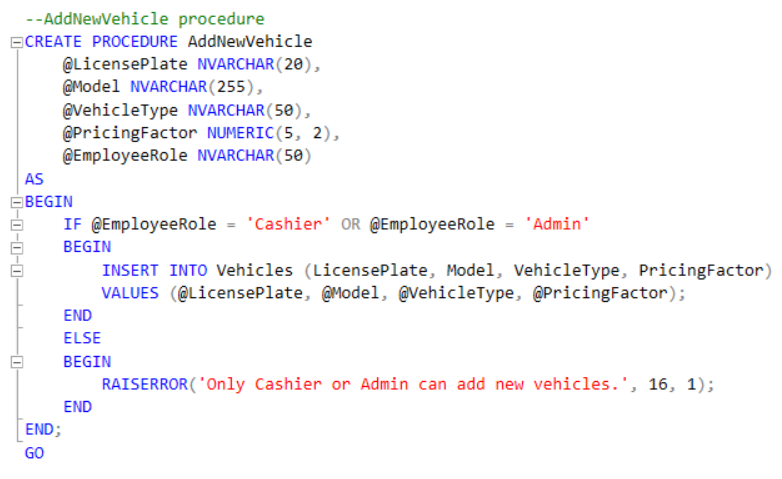 --AddNewVehicle procedure
CREATE PROCEDURE AddNewVehicle
    @LicensePlate NVARCHAR(20),
    @Model NVARCHAR(255),
    @VehicleType NVARCHAR(50),
    @PricingFactor NUMERIC(5, 2),
    @EmployeeRole NVARCHAR(50)
AS
BEGIN
    IF @EmployeeRole = 'Cashier' OR @EmployeeRole = 'Admin'
    BEGIN
        INSERT INTO Vehicles (LicensePlate, Model, VehicleType, PricingFactor)
        VALUES (@LicensePlate, @Model, @VehicleType, @PricingFactor);
    END
    ELSE
    BEGIN
        RAISERROR('Only Cashier or Admin can add new vehicles.', 16, 1);
    END
END;
GO